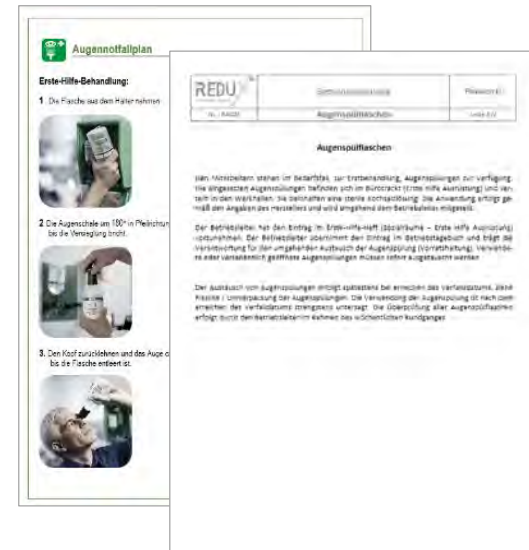 Augennotfallplan
Erste-Hilfe-Behandlung:
1 Die Flasche aus dem Halter nehmen
2 Die Augenschale um 180° in Pfeilrichtun
bis die Versiegelung bricht.
3. Den Kopf zurücklehnen und das Auge
bis die Flasche entleert ist.
REDUX
Augenspülflaschen
Augenspülflaschen
Den Mitarbeitern stehen im Bedarfsfall, zur Erstbehandlung, Augenspülungen zur Verfügung.
Die eingesetzten Augenspülungen befinden sich im Bürotrackt (Erste Hilfe Ausrüstung) und ver-
teilt in den Werkhallen. Sie beinhalten eine sterile Kochsalzlösung. Die Anwendung erfolgt ge-
mäß den Angaben des Herstellers und wird umgehend dem Betriebsleiter mitgeteilt.
Der Betriebsleiter hat den Eintrag im Erste-Hilfe-Heft (Sozialräume – Erste Hilfe Ausrüstung)
vorzunehmen. Der Betriebsleiter übernimmt den Eintrag im Betriebstagebuch und trägt die
Verantwortung für den umgehenden Austausch der Augenspülung (Vorratshaltung). Verwende-
te oder versehentlich geöffnete Augenspülungen müssen sofort ausgetauscht werden.
Der Austausch von Augenspülungen erfolgt spätestens bei erreichen des Verfalldatums, siehe
Flasche / Umverpackung der Augenspülungen. Die Verwendung der Augenspülung ist nach dem
erreichen des Verfalldatums strengstens untersagt. Die Überprüfung aller Augenspülflaschen
erfolgt durch den Betriebsleiter im Rahmen des wöchentlichen Rundganges.